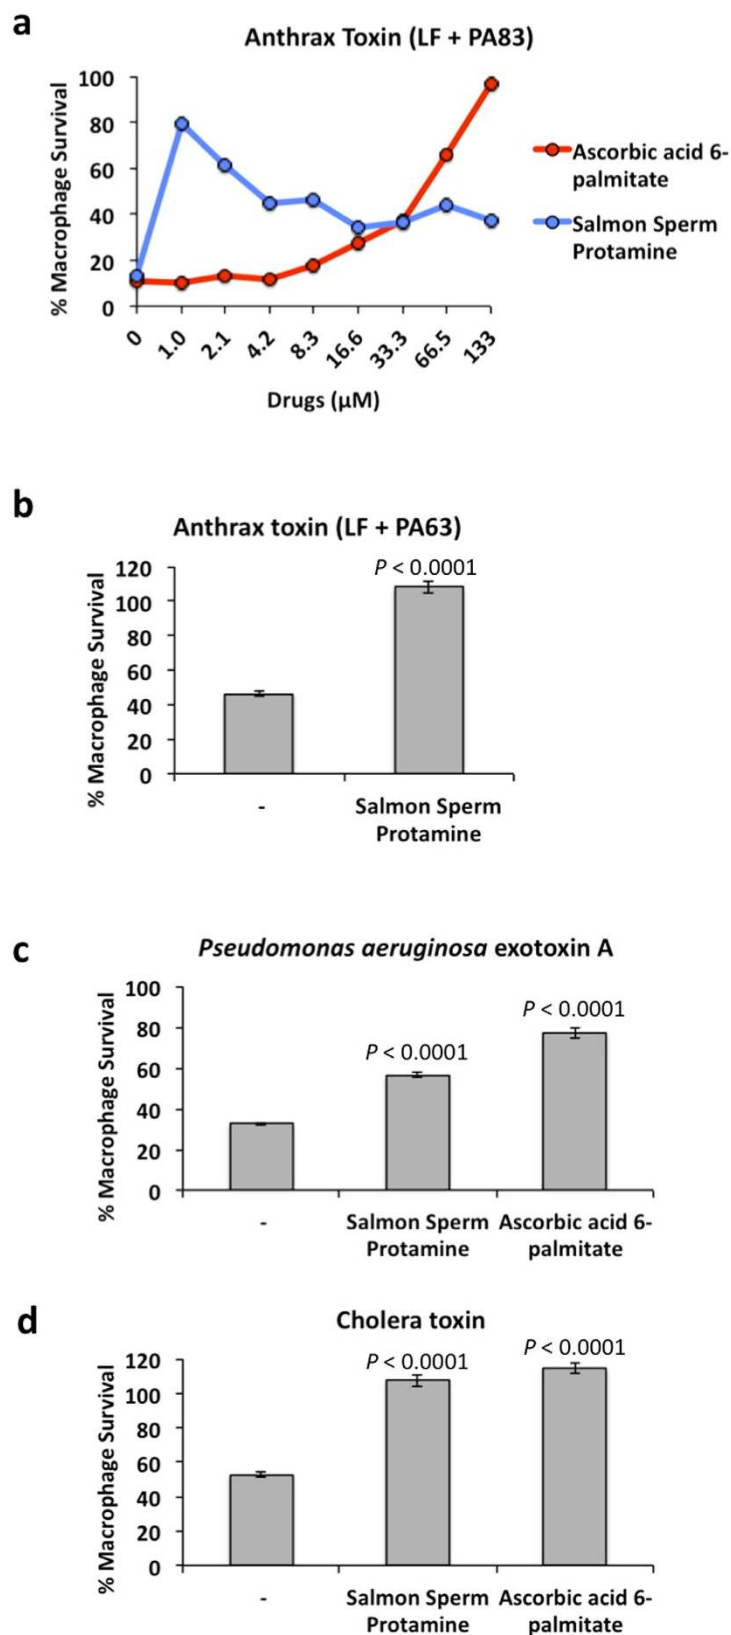 a
Anthrax Toxin (LF + PA83)
% Macrophage Survival
100
80
60
40
20
0
0 1.0 2.1 4.2 8.3 16.6 33.3 66.5 133
Drugs (µM)
Ascorbic acid 6-
palmitate
Salmon Sperm
Protamine
b
Anthrax toxin (LF + PA63)
% Macrophage Survival
120
100
80
60
40
20
0
P < 0.0001
- Salmon Sperm
Protamine
c
Pseudomonas aeruginosa exotoxin A
% Macrophage Survival
100
80
60
40
20
0
P < 0.0001
P < 0.0001
- Salmon Sperm Ascorbic acid 6-
Protamine palmitate
d
Cholera toxin
% Macrophage Survival
120
100
80
60
40
20
0
P < 0.0001
P < 0.0001
- Salmon Sperm Ascorbic acid 6-
Protamine palmitate